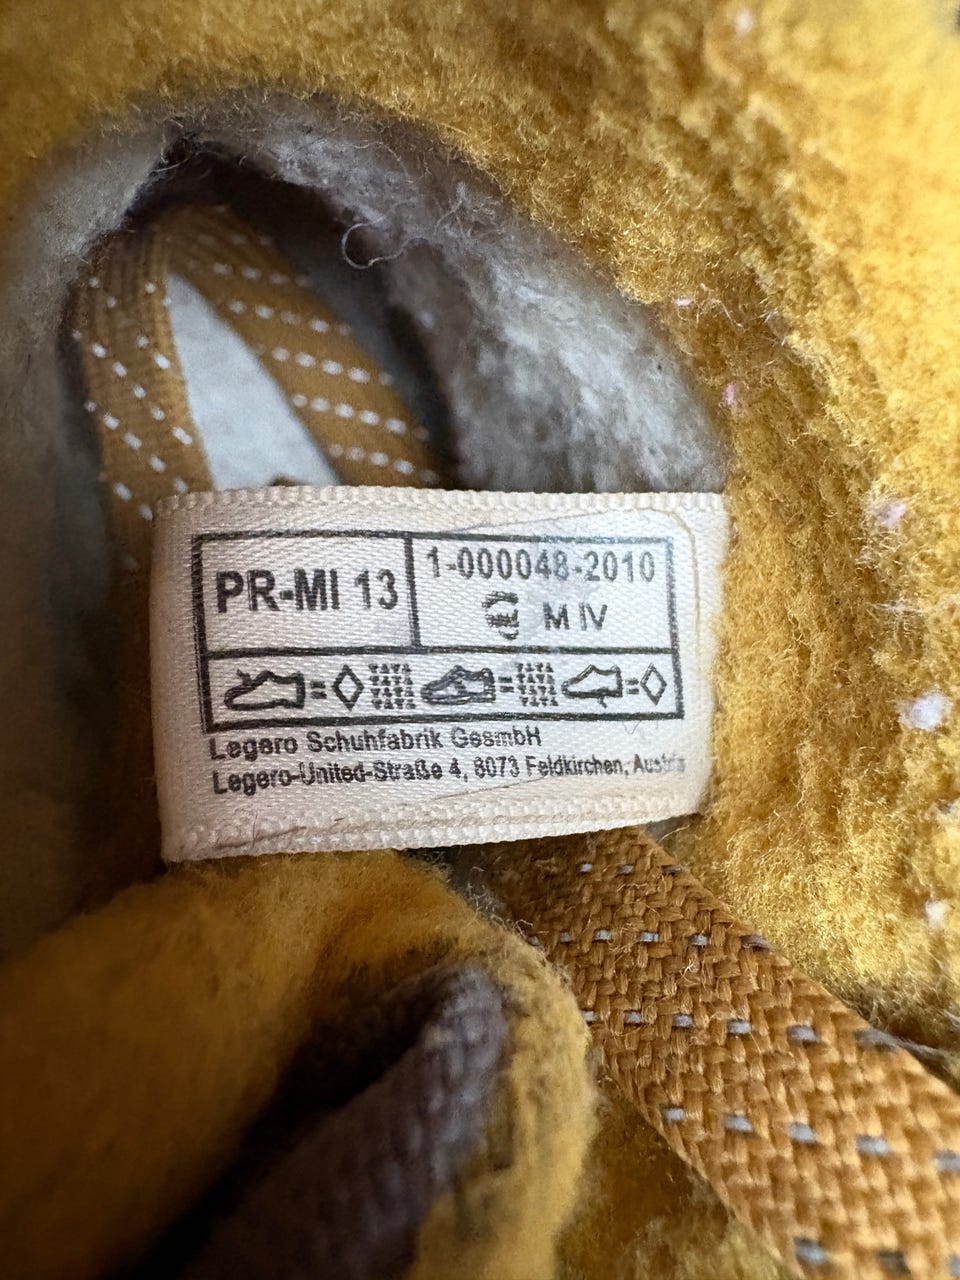 PR-MI 13
1-000048-2010
M IV
Legero Schuhfabrik GesmbH
Legero-United-Straße 4, 8073 Feldkirchen, Austria